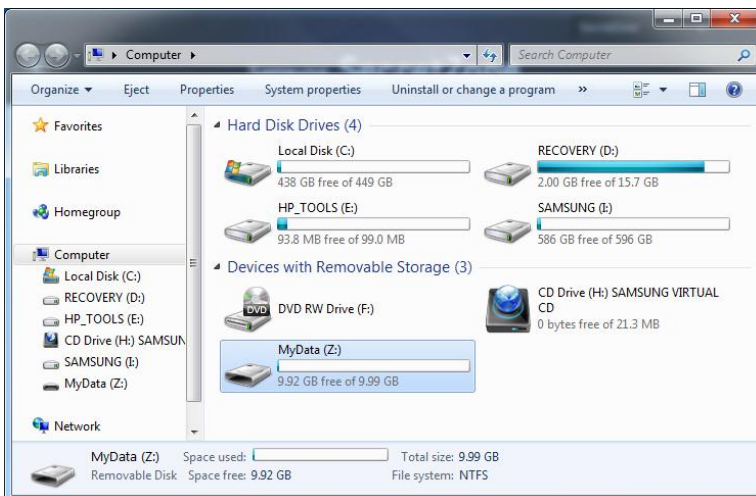 Computer
Search Computer
Organize Eject Properties System properties Uninstall or change a program »
Favorites
Libraries
Homegroup
Computer
Local Disk (C:)
RECOVERY (D:)
HP_TOOLS (E:)
CD Drive (H:) SAMSUN
SAMSUNG (I:)
MyData (Z:)
Network
Hard Disk Drives (4)
Local Disk (C:)
438 GB free of 449 GB
RECOVERY (D:)
2.00 GB free of 15.7 GB
HP_TOOLS (E:)
93.8 MB free of 99.0 MB
SAMSUNG (I:)
586 GB free of 596 GB
Devices with Removable Storage (3)
DVD
DVD RW Drive (F:)
CD Drive (H:) SAMSUNG VIRTUAL
CD
0 bytes free of 21.3 MB
MyData (Z:)
9.92 GB free of 9.99 GB
MyData (Z:) Space used: Total size: 9.99 GB
Removable Disk Space free: 9.92 GB File system: NTFS